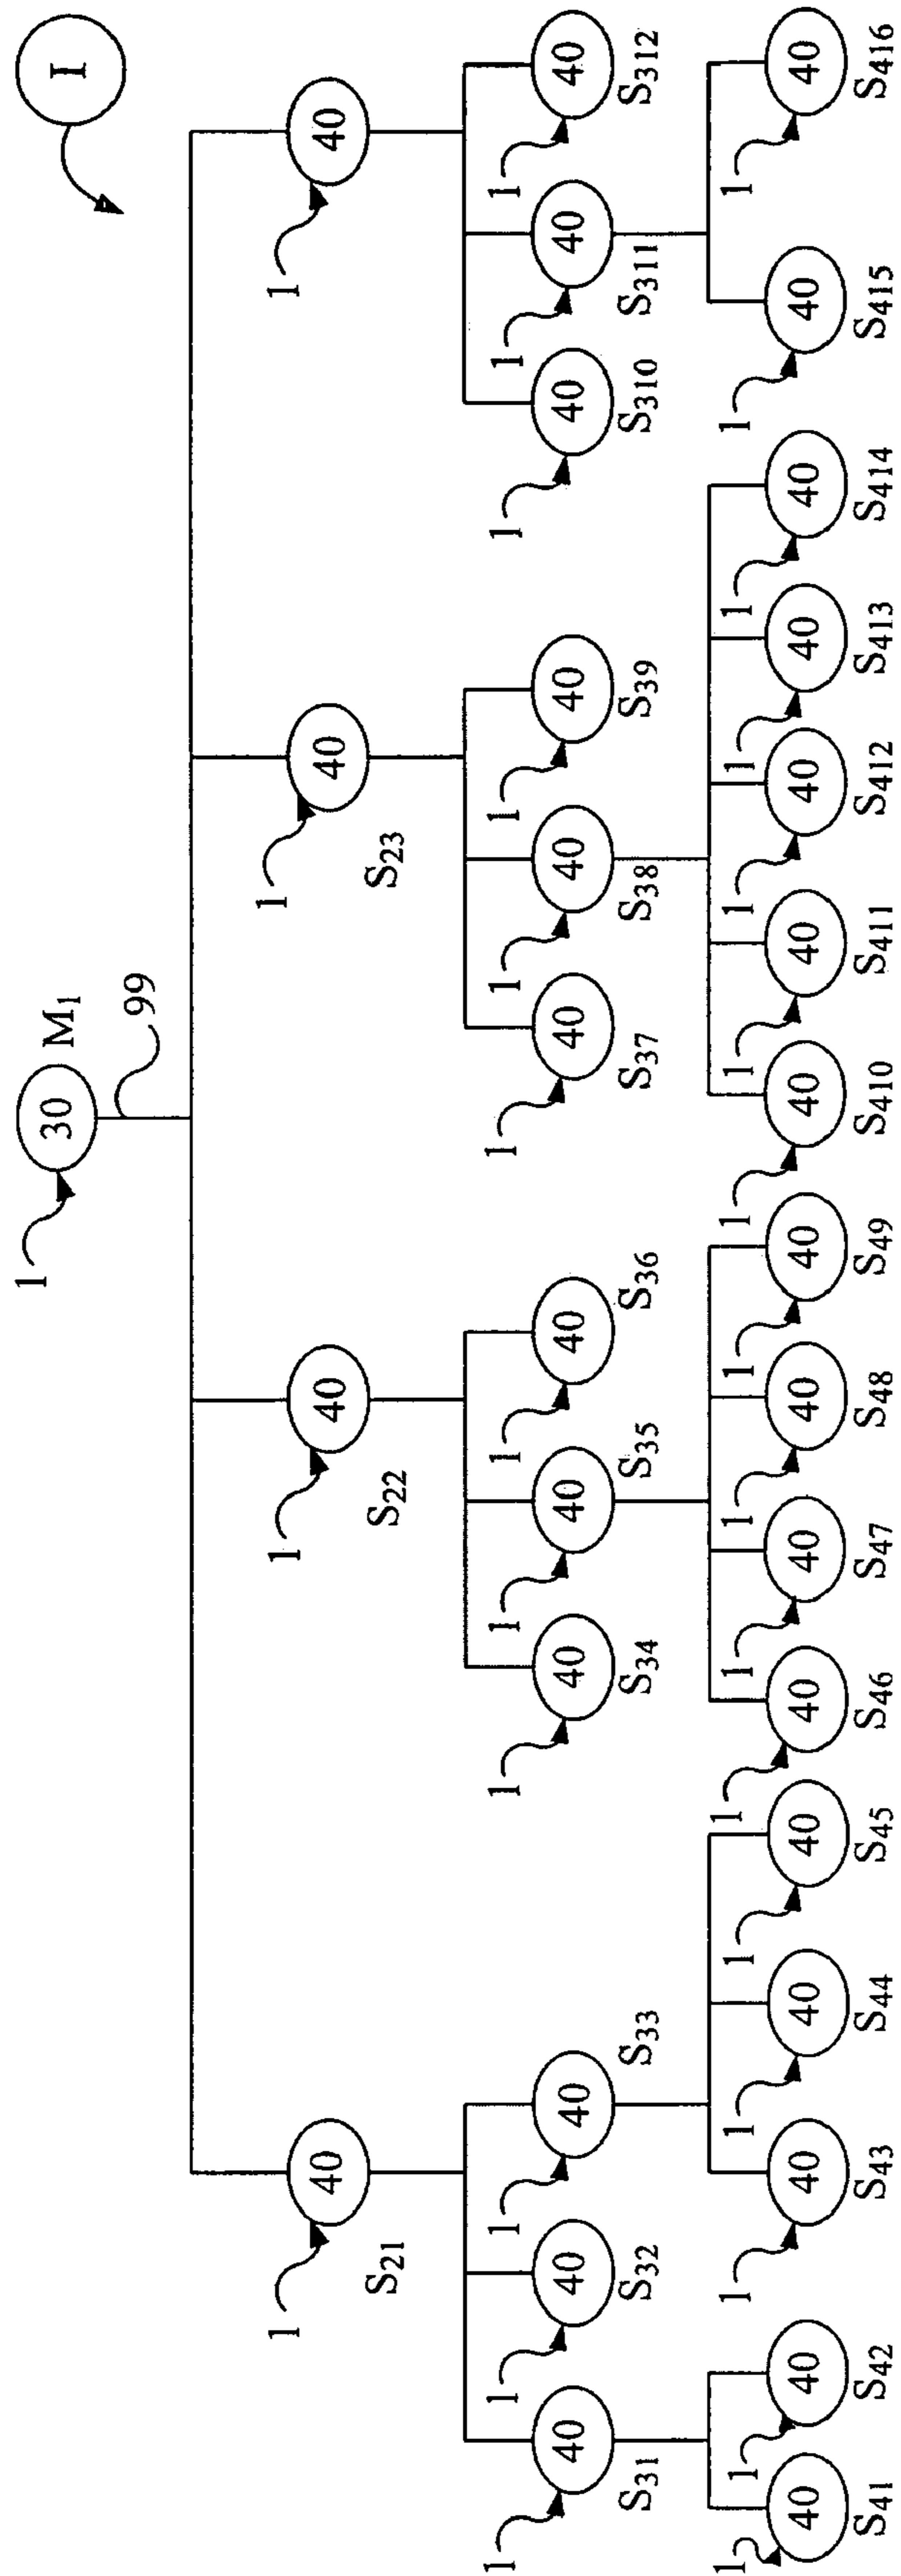 1 30 M₁ I
99
1 1 1 1
40 40 40 40
S₂₁ S₂₂ S₂₃
1 1 1 1 1 1 1 1 1 1 1 1
40 40 40 40 40 40 40 40 40 40 40 40
S₃₁ S₃₂ S₃₃ S₃₄ S₃₅ S₃₆ S₃₇ S₃₈ S₃₉ S₃₁₀ S₃₁₁ S₃₁₂
1 1 1 1 1 1 1 1 1 1 1 1 1 1 1 1
40 40 40 40 40 40 40 40 40 40 40 40 40 40 40 40
S₄₁ S₄₂ S₄₃ S₄₄ S₄₅ S₄₆ S₄₇ S₄₈ S₄₉ S₄₁₀ S₄₁₁ S₄₁₂ S₄₁₃ S₄₁₄ S₄₁₅ S₄₁₆